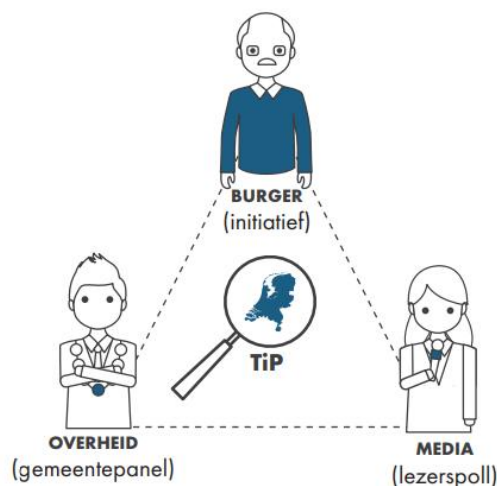 BURGER
(initiatief)
TiP
OVERHEID
(gemeentepanel)
MEDIA
(lezerspoll)